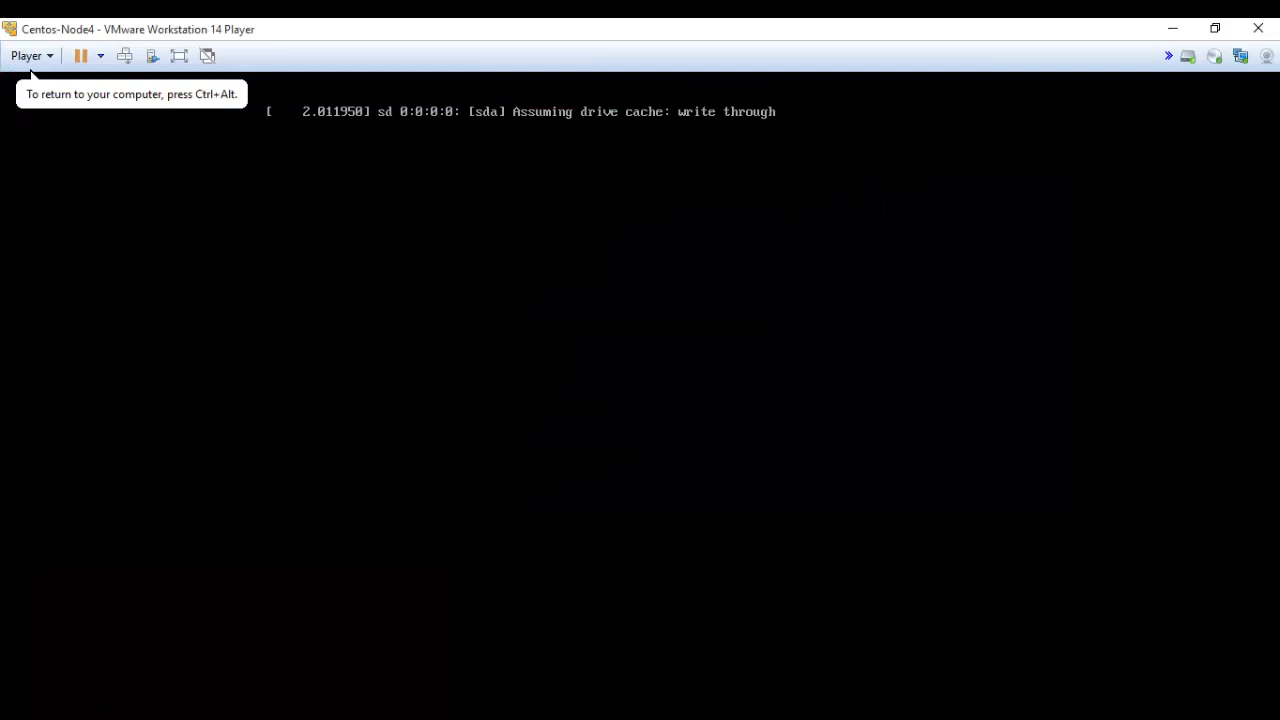 Centos-Node4 - VMware Workstation 14 Player
Player
To return to your computer, press Ctrl+Alt.
[    2.011950] sd 0:0:0:0: [sda] Assuming drive cache: write through